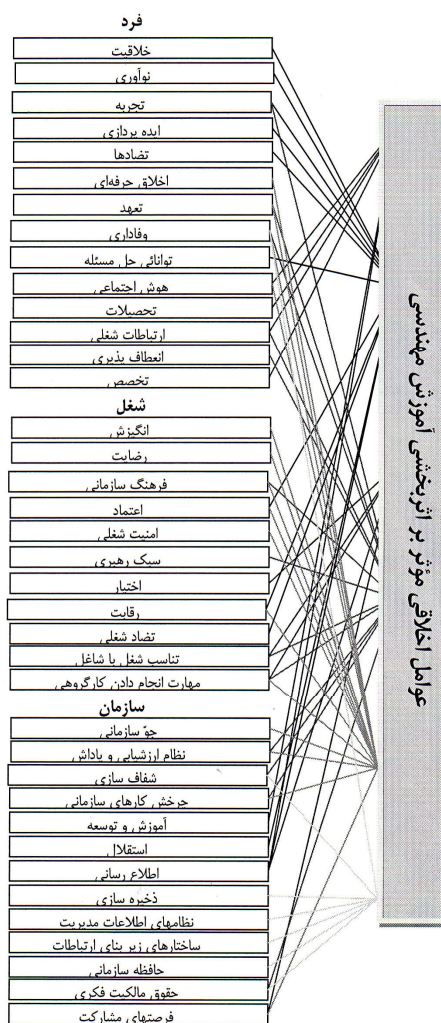 فرد
خلاقیت
نوآوری
تجربه
ایده پردازی
تضادها
اخلاق حرفه‌ای
تعهد
وفاداری
توانائی حل مسئله
هوش اجتماعی
تحصیلات
ارتباطات شغلی
انعطاف پذیری
تخصص
شغل
انگیزش
رضایت
فرهنگ سازمانی
اعتماد
امنیت شغلی
سبک رهبری
اختیار
رقابت
تضاد شغلی
تناسب شغل با شاغل
مهارت انجام دادن کارگروهی
سازمان
جوّ سازمانی
نظام ارزشیابی و پاداش
شفاف سازی
چرخش کارهای سازمانی
آموزش و توسعه
استقلال
اطلاع رسانی
ذخیره سازی
نظامهای اطلاعات مدیریت
ساختارهای زیر بنای ارتباطات
حافظه سازمانی
حقوق مالکیت فکری
فرصتهای مشارکت
عوامل اخلاقی مؤثر بر اثربخشی آموزش مهندسی